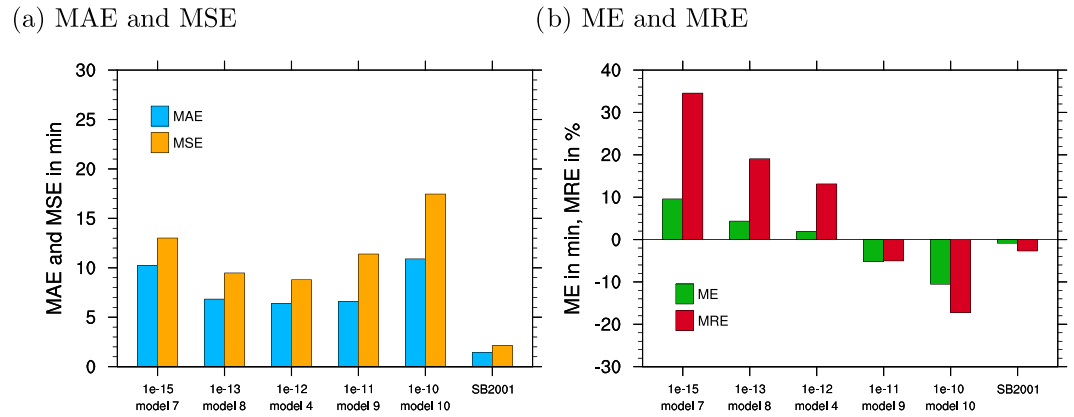 (a) MAE and MSE
MAE and MSE in min
30
25
20
15
10
5
0
MAE
MSE
1e-15 1e-13 1e-12 1e-11 1e-10 SB2001
model 7 model 8 model 4 model 9 model 10
(b) ME and MRE
ME in min, MRE in %
40
30
20
10
0
-10
-20
-30
ME
MRE
1e-15 1e-13 1e-12 1e-11 1e-10 SB2001
model 7 model 8 model 4 model 9 model 10